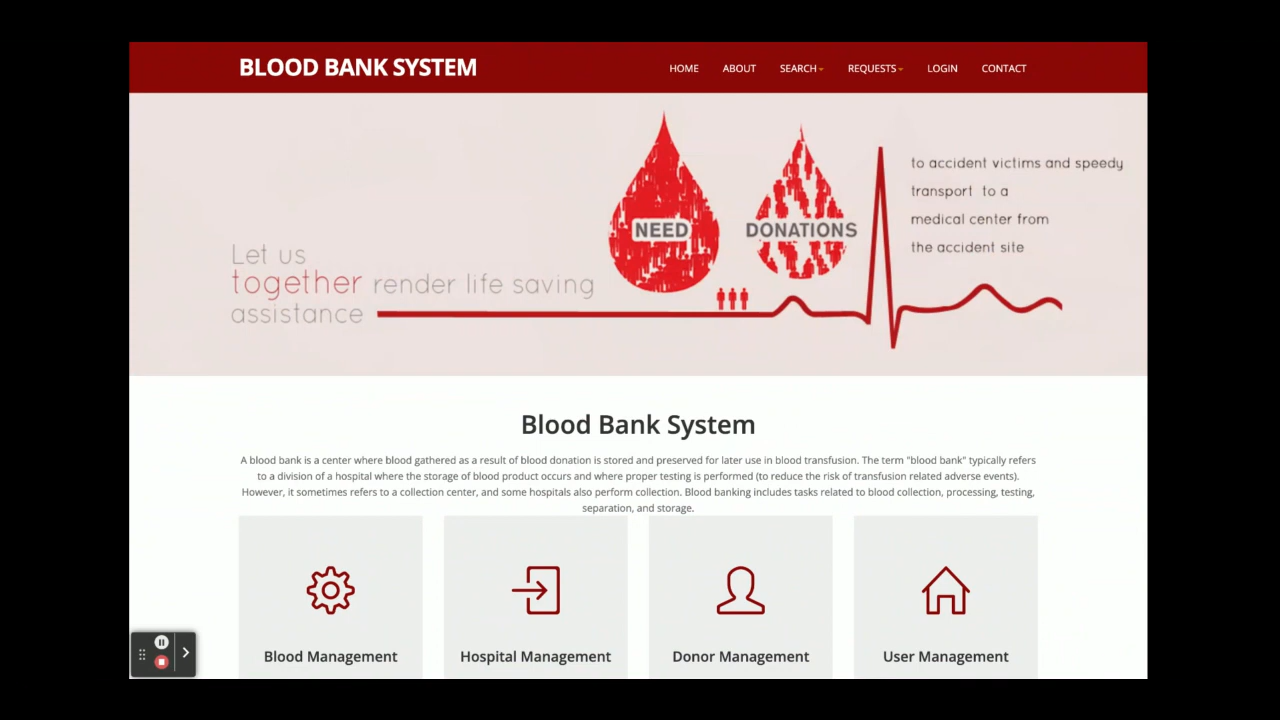 BLOOD BANK SYSTEM
HOME ABOUT SEARCH REQUESTS LOGIN CONTACT
to accident victims and speedy
transport to a
medical center from
the accident site
NEED DONATIONS
Let us
together render life saving
assistance
Blood Bank System
A blood bank is a center where blood gathered as a result of blood donation is stored and preserved for later use in blood transfusion. The term "blood bank" typically refers
to a division of a hospital where the storage of blood product occurs and where proper testing is performed (to reduce the risk of transfusion related adverse events).
However, it sometimes refers to a collection center, and some hospitals also perform collection. Blood banking includes tasks related to blood collection, processing, testing,
separation, and storage.
Blood Management Hospital Management Donor Management User Management